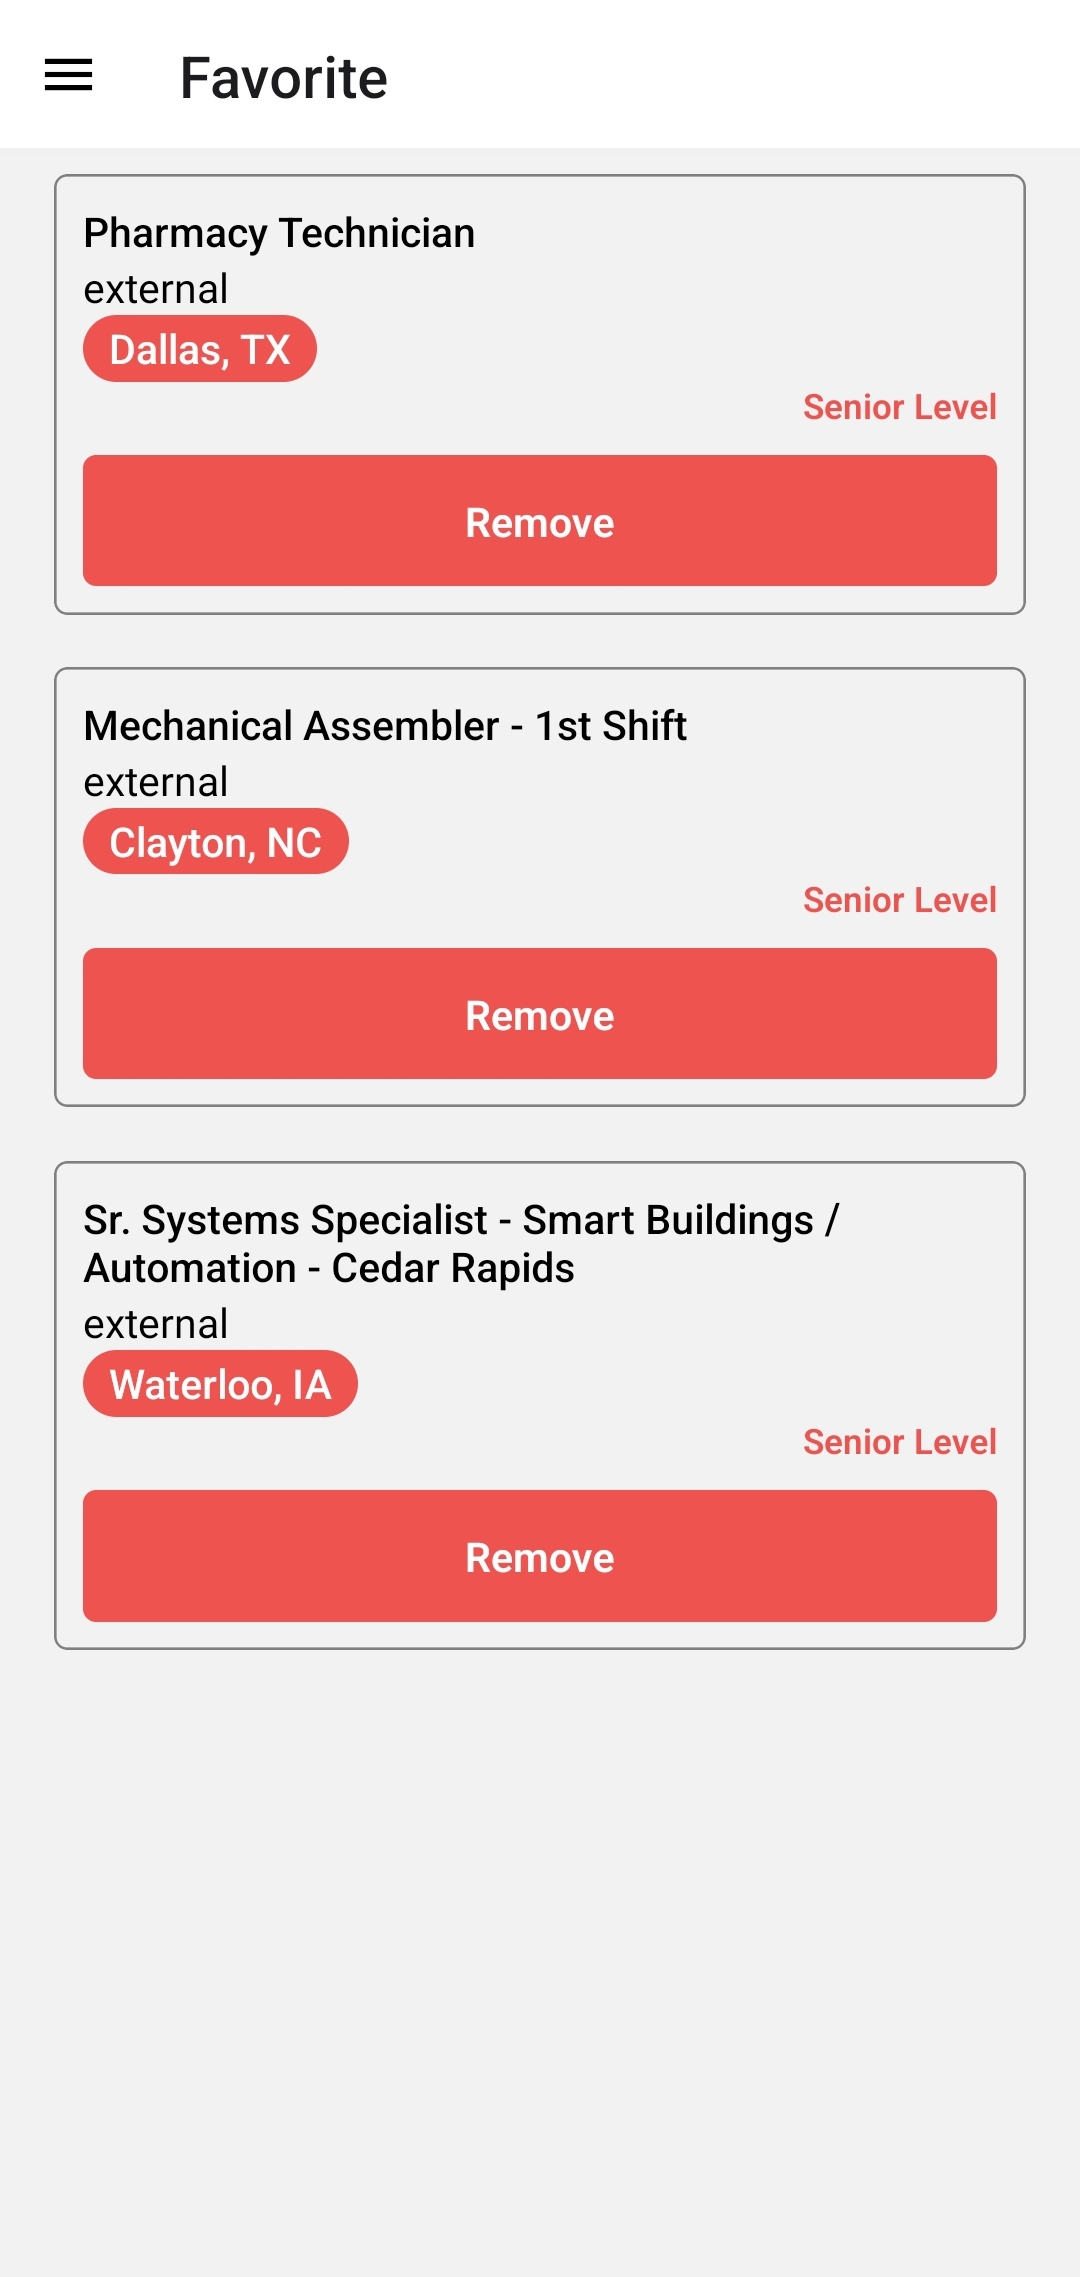 Favorite
Pharmacy Technician
external
Dallas, TX
Senior Level
Remove
Mechanical Assembler - 1st Shift
external
Clayton, NC
Senior Level
Remove
Sr. Systems Specialist - Smart Buildings /
Automation - Cedar Rapids
external
Waterloo, IA
Senior Level
Remove